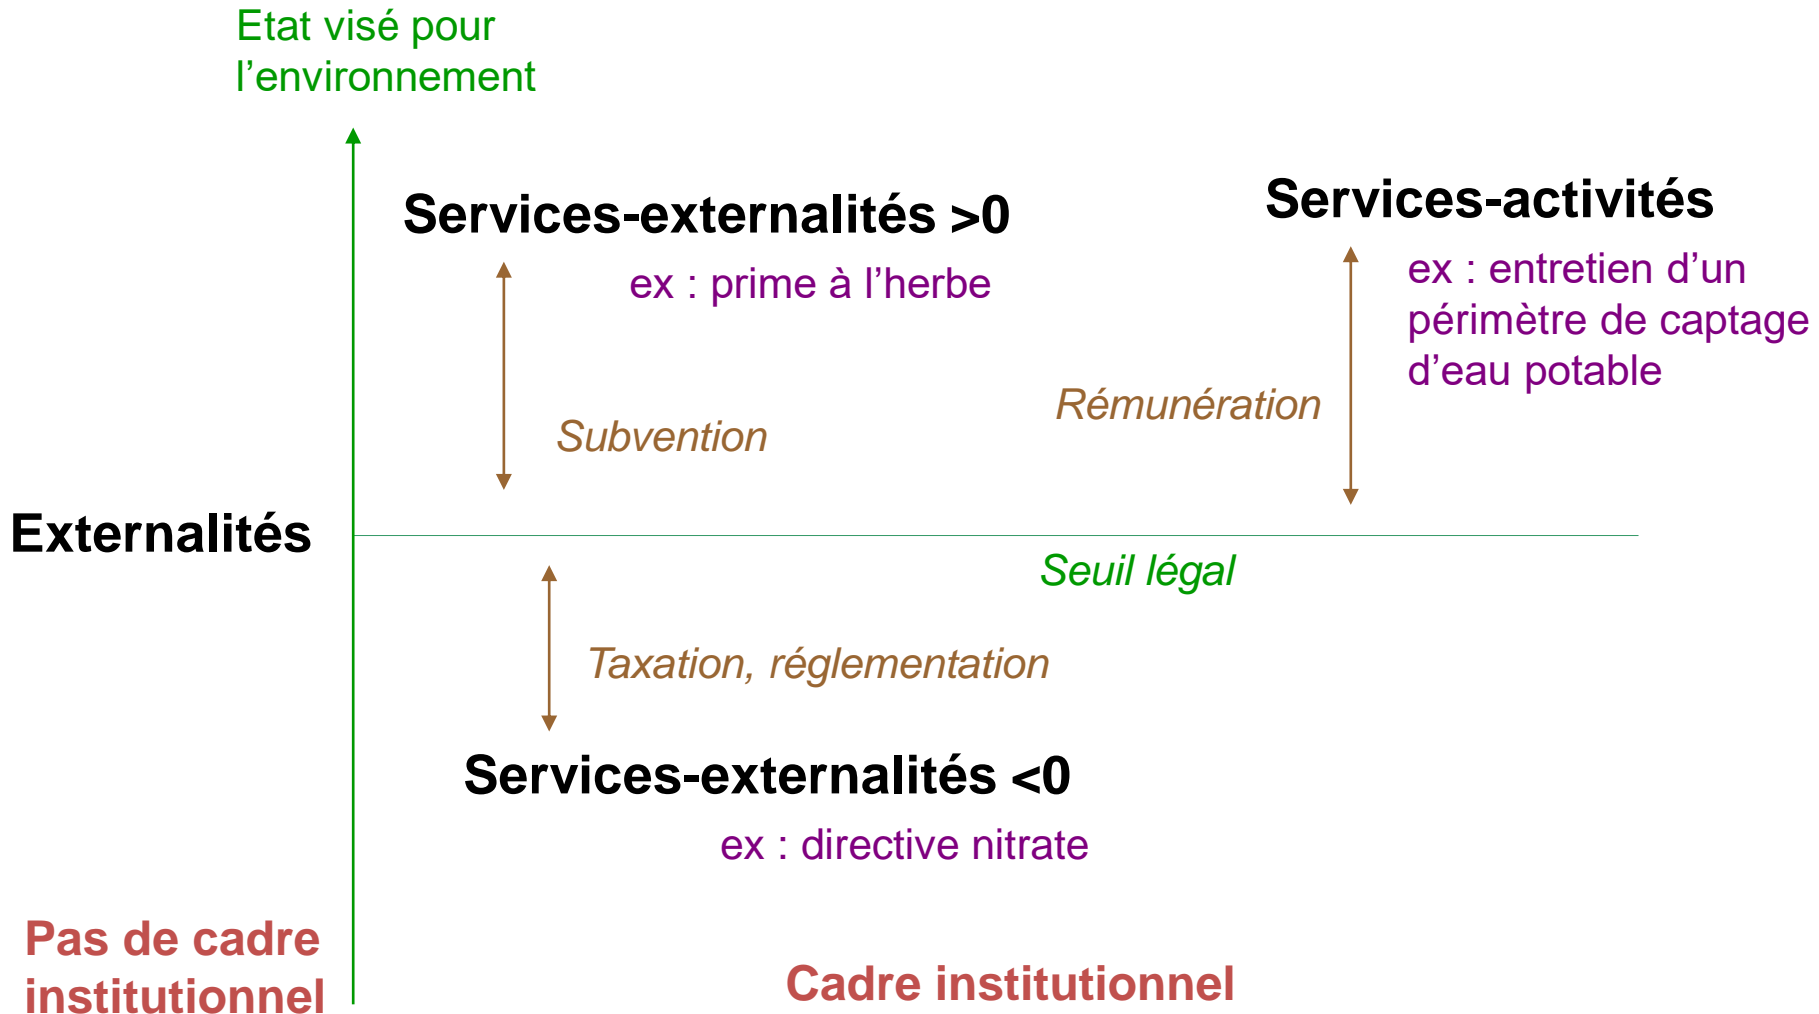 Etat visé pour
l’environnement
Services-externalités >0
ex : prime à l’herbe
Services-activités
ex : entretien d’un
périmètre de captage
d’eau potable
Subvention
Rémunération
Externalités
Seuil légal
Taxation, réglementation
Services-externalités <0
ex : directive nitrate
Pas de cadre
institutionnel
Cadre institutionnel